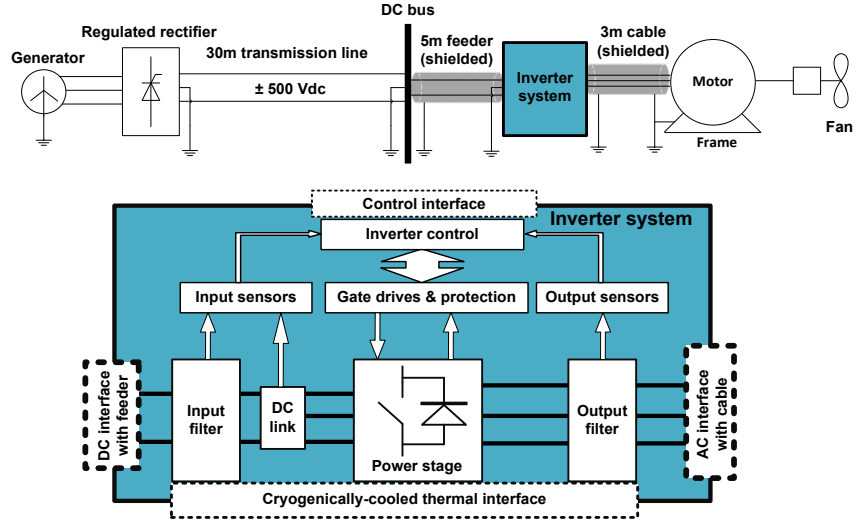 DC bus
Regulated rectifier
Generator
30m transmission line
± 500 Vdc
5m feeder
(shielded)
Inverter
system
3m cable
(shielded)
Motor
Frame
Fan
Control interface
Inverter system
Inverter control
Input sensors
Gate drives & protection
Output sensors
DC interface
with feeder
Input
filter
DC
link
Power stage
Output
filter
AC interface
with cable
Cryogenically-cooled thermal interface